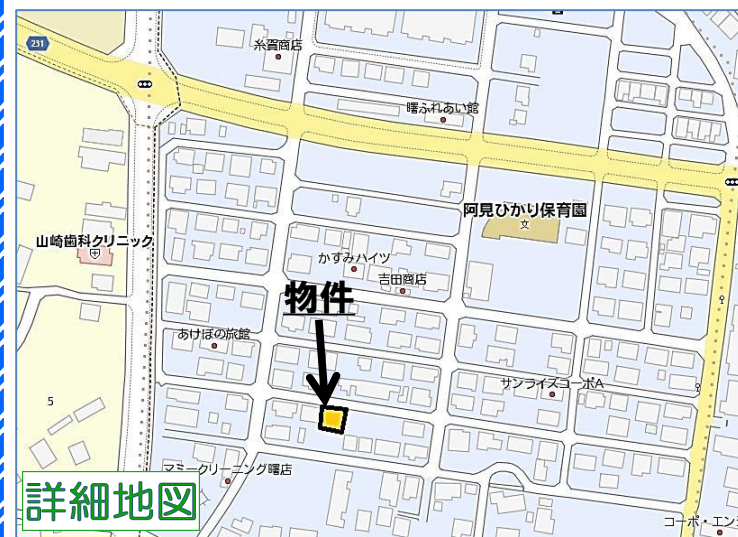 231
糸賀商店
曙ふれあい館
阿見ひかり保育園
文
山崎歯科クリニック
かすみハイツ
吉田商店
物件
あけぼの旅館
サンライズコーポA
5
マミークリーニング曙店
詳細地図
コーポ・エン